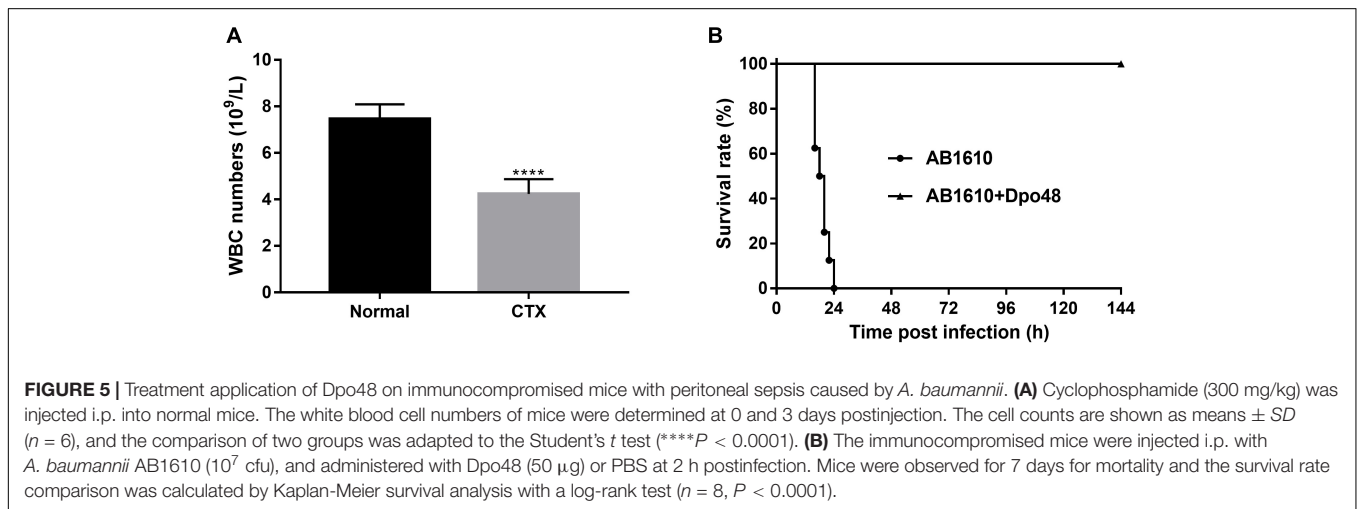 A
10
8
6
4
2
0
WBC numbers (10⁹/L)
****
Normal CTX
B
100
80
60
40
20
0
Survival rate (%)
AB1610
AB1610+Dpo48
0 24 48 72 96 120 144
Time post infection (h)
FIGURE 5 | Treatment application of Dpo48 on immunocompromised mice with peritoneal sepsis caused by A. baumannii. (A) Cyclophosphamide (300 mg/kg) was
injected i.p. into normal mice. The white blood cell numbers of mice were determined at 0 and 3 days postinjection. The cell counts are shown as means ± SD
(n = 6), and the comparison of two groups was adapted to the Student's t test (****P < 0.0001). (B) The immunocompromised mice were injected i.p. with
A. baumannii AB1610 (10⁷ cfu), and administered with Dpo48 (50 μg) or PBS at 2 h postinfection. Mice were observed for 7 days for mortality and the survival rate
comparison was calculated by Kaplan-Meier survival analysis with a log-rank test (n = 8, P < 0.0001).